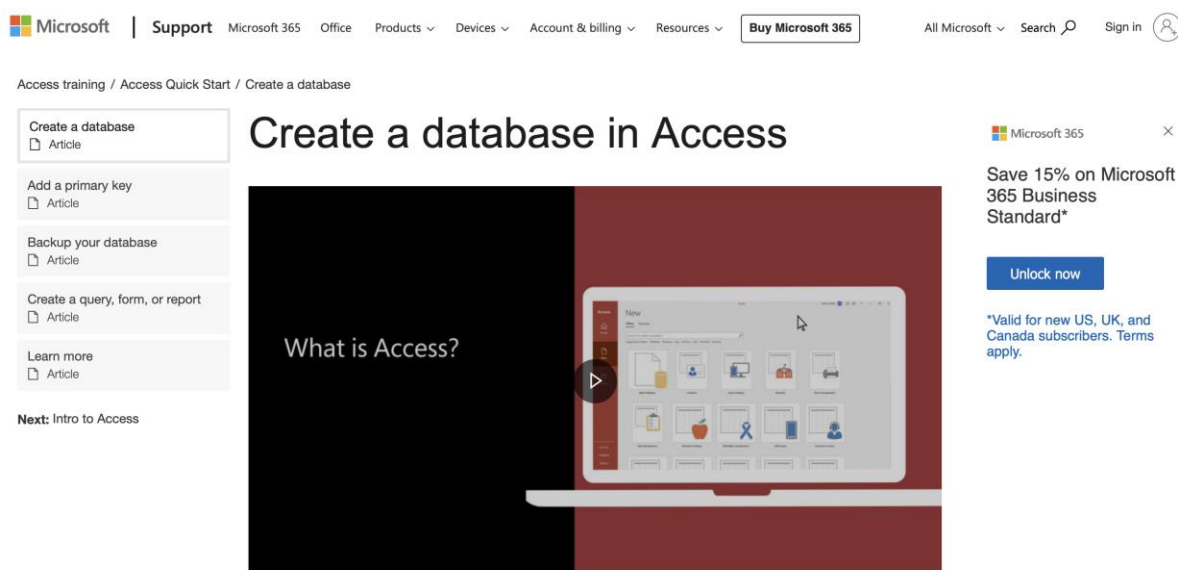 Microsoft | Support Microsoft 365 Office Products Devices Account & billing Resources Buy Microsoft 365 All Microsoft Search Sign in
Access training / Access Quick Start / Create a database
Create a database
Article
Add a primary key
Article
Backup your database
Article
Create a query, form, or report
Article
Learn more
Article
Next: Intro to Access
Create a database in Access
What is Access?
New
Microsoft 365
Save 15% on Microsoft
365 Business
Standard*
Unlock now
*Valid for new US, UK, and
Canada subscribers. Terms
apply.